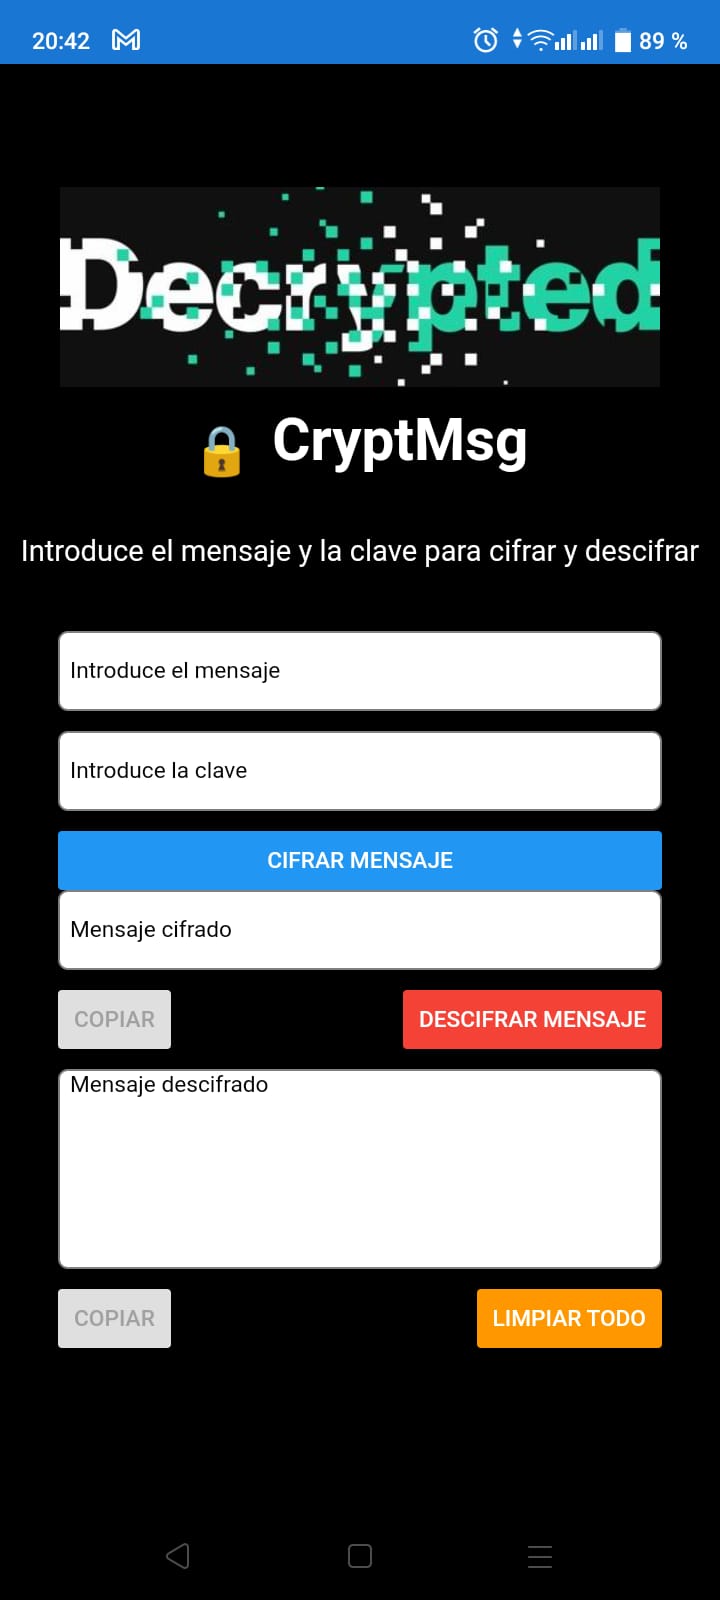 20:42
89 %
Decrypted
🔒 CryptMsg
Introduce el mensaje y la clave para cifrar y descifrar
Introduce el mensaje
Introduce la clave
CIFRAR MENSAJE
Mensaje cifrado
COPIAR
DESCIFRAR MENSAJE
Mensaje descifrado
COPIAR
LIMPIAR TODO